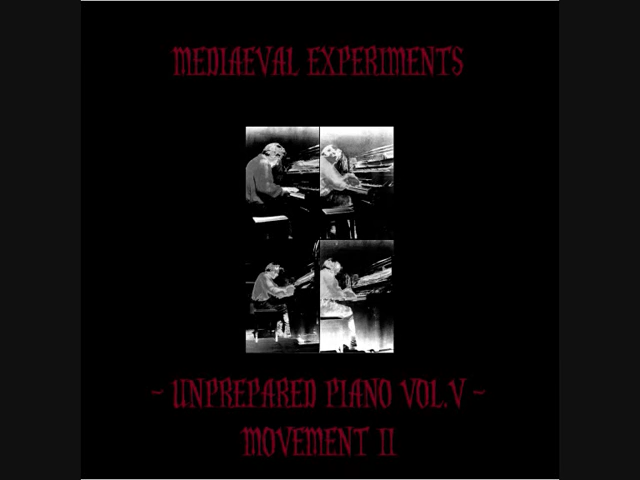 MEDIAEVAL EXPERIMENTS
~ UNPREPARED PIANO VOL.V ~
MOVEMENT II